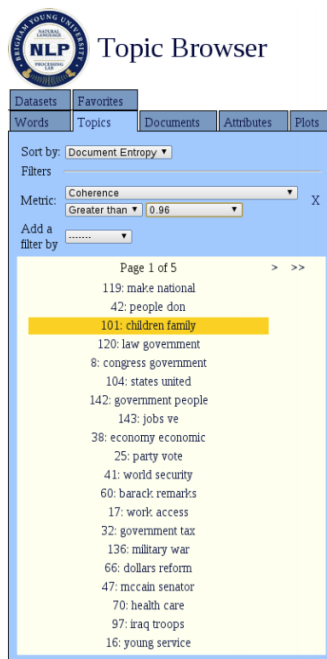 BRIGHAM YOUNG UNIVERSITY
NATURAL LANGUAGE
NLP
PROCESSING LAB
Topic Browser
Datasets Favorites
Words Topics Documents Attributes Plots
Sort by: Document Entropy
Filters
Metric: Coherence X
Greater than 0.96
Add a
filter by -------
Page 1 of 5 > >>
119: make national
42: people don
101: children family
120: law government
8: congress government
104: states united
142: government people
143: jobs ve
38: economy economic
25: party vote
41: world security
60: barack remarks
17: work access
32: government tax
136: military war
66: dollars reform
47: mccain senator
70: health care
97: iraq troops
16: young service